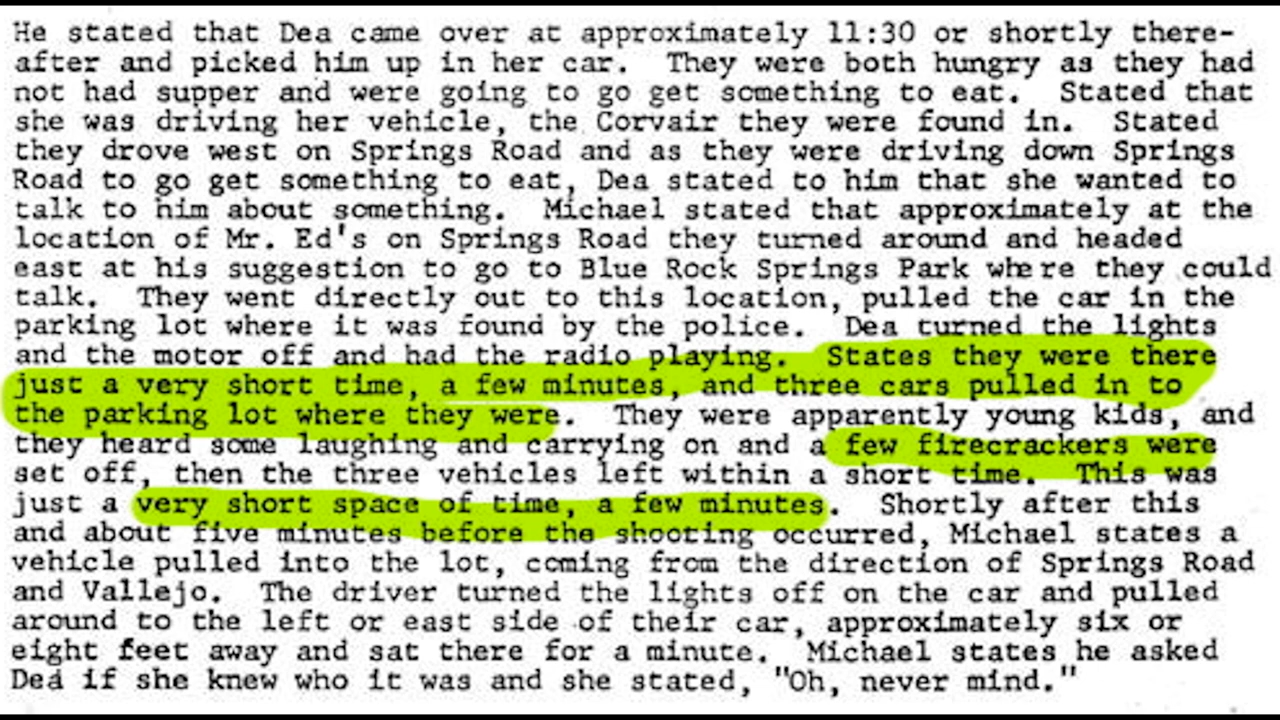 He stated that Dea came over at approximately 11:30 or shortly there-
after and picked him up in her car.  They were both hungry as they had
not had supper and were going to go get something to eat.  Stated that
she was driving her vehicle, the Corvair they were found in.  Stated
they drove west on Springs Road and as they were driving down Springs
Road to go get something to eat, Dea stated to him that she wanted to
talk to him about something.  Michael stated that approximately at the
location of Mr. Ed's on Springs Road they turned around and headed
east at his suggestion to go to Blue Rock Springs Park where they could
talk.  They went directly out to this location, pulled the car in the
parking lot where it was found by the police.  Dea turned the lights
and the motor off and had the radio playing.  States they were there
just a very short time, a few minutes, and three cars pulled in to
the parking lot where they were.  They were apparently young kids, and
they heard some laughing and carrying on and a few firecrackers were
set off, then the three vehicles left within a short time.  This was
just a very short space of time, a few minutes.  Shortly after this
and about five minutes before the shooting occurred, Michael states a
vehicle pulled into the lot, coming from the direction of Springs Road
and Vallejo.  The driver turned the lights off on the car and pulled
around to the left or east side of their car, approximately six or
eight feet away and sat there for a minute.  Michael states he asked
Dea if she knew who it was and she stated, "Oh, never mind."